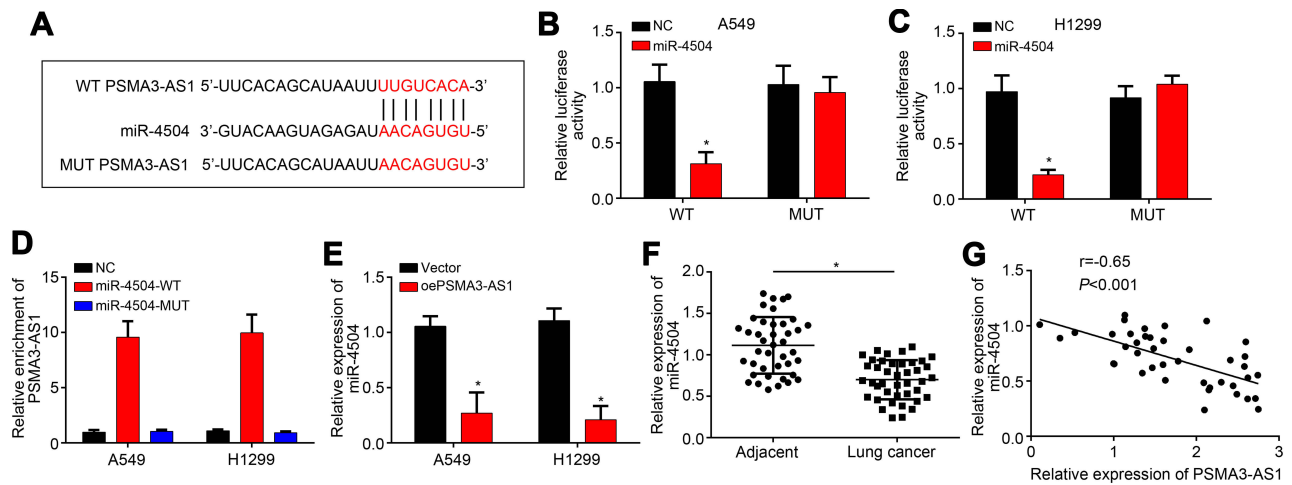 A
WT PSMA3-AS1 5'-UUCACAGCAUAAUUUUGUCACA-3'
miR-4504 3'-GUACAAGUAGAGAUAACAGUGU-5'
MUT PSMA3-AS1 5'-UUCACAGCAUAAUUAACAGUGU-3'
B
A549
NC
miR-4504
Relative luciferase
activity
1.5
1.0
0.5
0.0
*
WT MUT
C
H1299
NC
miR-4504
Relative luciferase
activity
1.5
1.0
0.5
0.0
*
WT MUT
D
NC
miR-4504-WT
miR-4504-MUT
Relative enrichment of
PSMA3-AS1
15
10
5
0
A549 H1299
E
Vector
oePSMA3-AS1
Relative expression of
miR-4504
1.5
1.0
0.5
0.0
* *
A549 H1299
F
Relative expression of
miR-4504
2.0
1.5
1.0
0.5
0.0
*
Adjacent Lung cancer
G
r=-0.65
P<0.001
Relative expression of
miR-4504
1.5
1.0
0.5
0.0
0 1 2 3
Relative expression of PSMA3-AS1